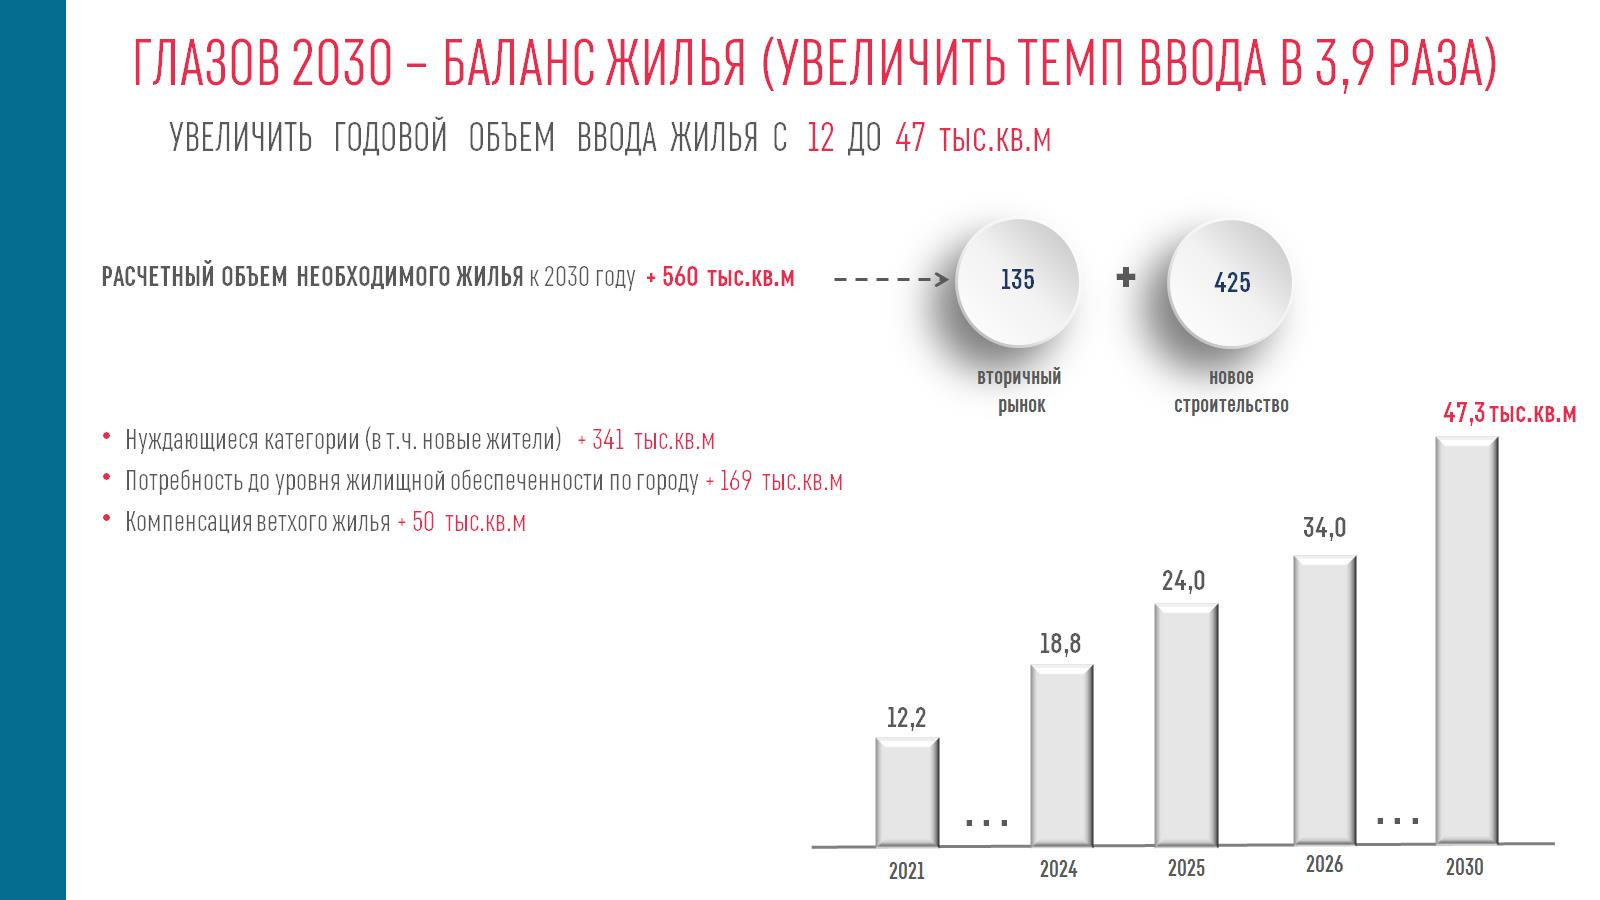 ГЛАЗОВ 2030 – БАЛАНС ЖИЛЬЯ (УВЕЛИЧИТЬ ТЕМП ВВОДА В 3,9 РАЗА)
УВЕЛИЧИТЬ ГОДОВОЙ ОБЪЕМ ВВОДА ЖИЛЬЯ С 12 ДО 47 ТЫС.КВ.М
РАСЧЕТНЫЙ ОБЪЕМ НЕОБХОДИМОГО ЖИЛЬЯ к 2030 году + 560 ТЫС.КВ.М
135 + 425
вторичный рынок
новое строительство
• Нуждающиеся категории (в т.ч. новые жители) + 341 ТЫС.КВ.М
• Потребность до уровня жилищной обеспеченности по городу + 169 ТЫС.КВ.М
• Компенсация ветхого жилья + 50 ТЫС.КВ.М
47,3 ТЫС.КВ.М
34,0
24,0
18,8
12,2
... ...
2021 2024 2025 2026 2030